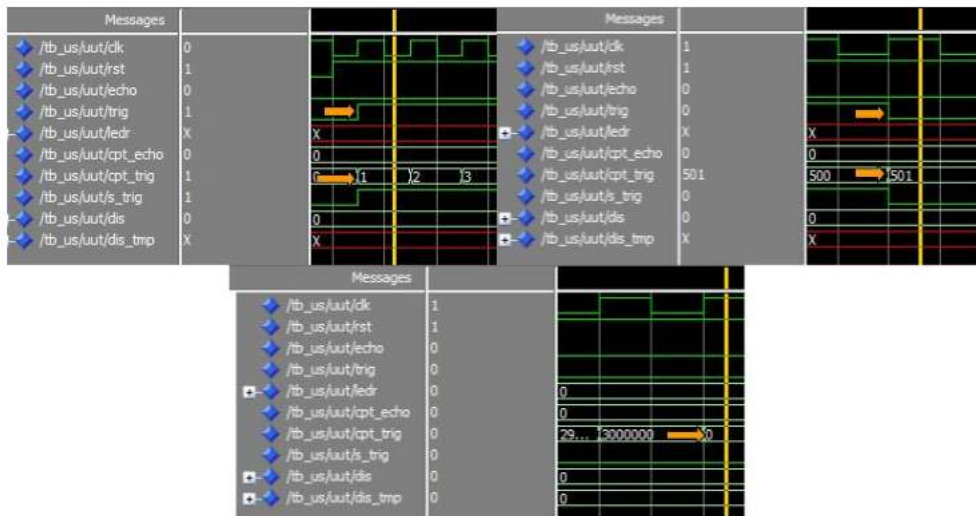 Messages
/tb_us/uut/clk 0
/tb_us/uut/rst 1
/tb_us/uut/echo 0
/tb_us/uut/trig 1
/tb_us/uut/ledr X X
/tb_us/uut/cpt_echo 0 0
/tb_us/uut/cpt_trig 1 0 1 2 3
/tb_us/uut/s_trig 1
/tb_us/uut/dis 0 0
/tb_us/uut/dis_tmp X X
Messages
/tb_us/uut/clk 1
/tb_us/uut/rst 1
/tb_us/uut/echo 0
/tb_us/uut/trig 0
/tb_us/uut/ledr X X
/tb_us/uut/cpt_echo 0 0
/tb_us/uut/cpt_trig 501 500 501
/tb_us/uut/s_trig 0
/tb_us/uut/dis 0 0
/tb_us/uut/dis_tmp X X
Messages
/tb_us/uut/clk 1
/tb_us/uut/rst 1
/tb_us/uut/echo 0
/tb_us/uut/trig 0
/tb_us/uut/ledr 0 0
/tb_us/uut/cpt_echo 0 0
/tb_us/uut/cpt_trig 0 29... 3000000 0
/tb_us/uut/s_trig 0
/tb_us/uut/dis 0 0
/tb_us/uut/dis_tmp 0 0